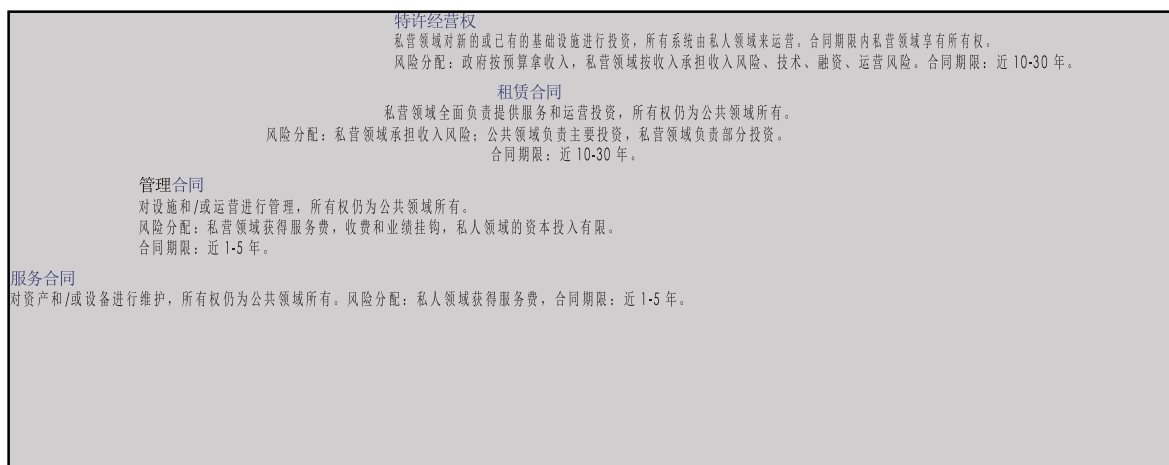 特许经营权
私营领域对新的或已有的基础设施进行投资，所有系统由私人领域来运营。合同期限内私营领域享有所有权。
风险分配：政府按预算拿收入，私营领域按收入承担收入风险、技术、融资、运营风险。合同期限：近 10-30 年。
租赁合同
私营领域全面负责提供服务和运营投资，所有权仍为公共领域所有。
风险分配：私营领域承担收入风险；公共领域负责主要投资，私营领域负责部分投资。
合同期限：近 10-30 年。
管理合同
对设施和/或运营进行管理，所有权仍为公共领域所有。
风险分配：私营领域获得服务费，收费和业绩挂钩，私人领域的资本投入有限。
合同期限：近 1-5 年。
服务合同
对资产和/或设备进行维护，所有权仍为公共领域所有。风险分配：私人领域获得服务费，合同期限：近 1-5 年。